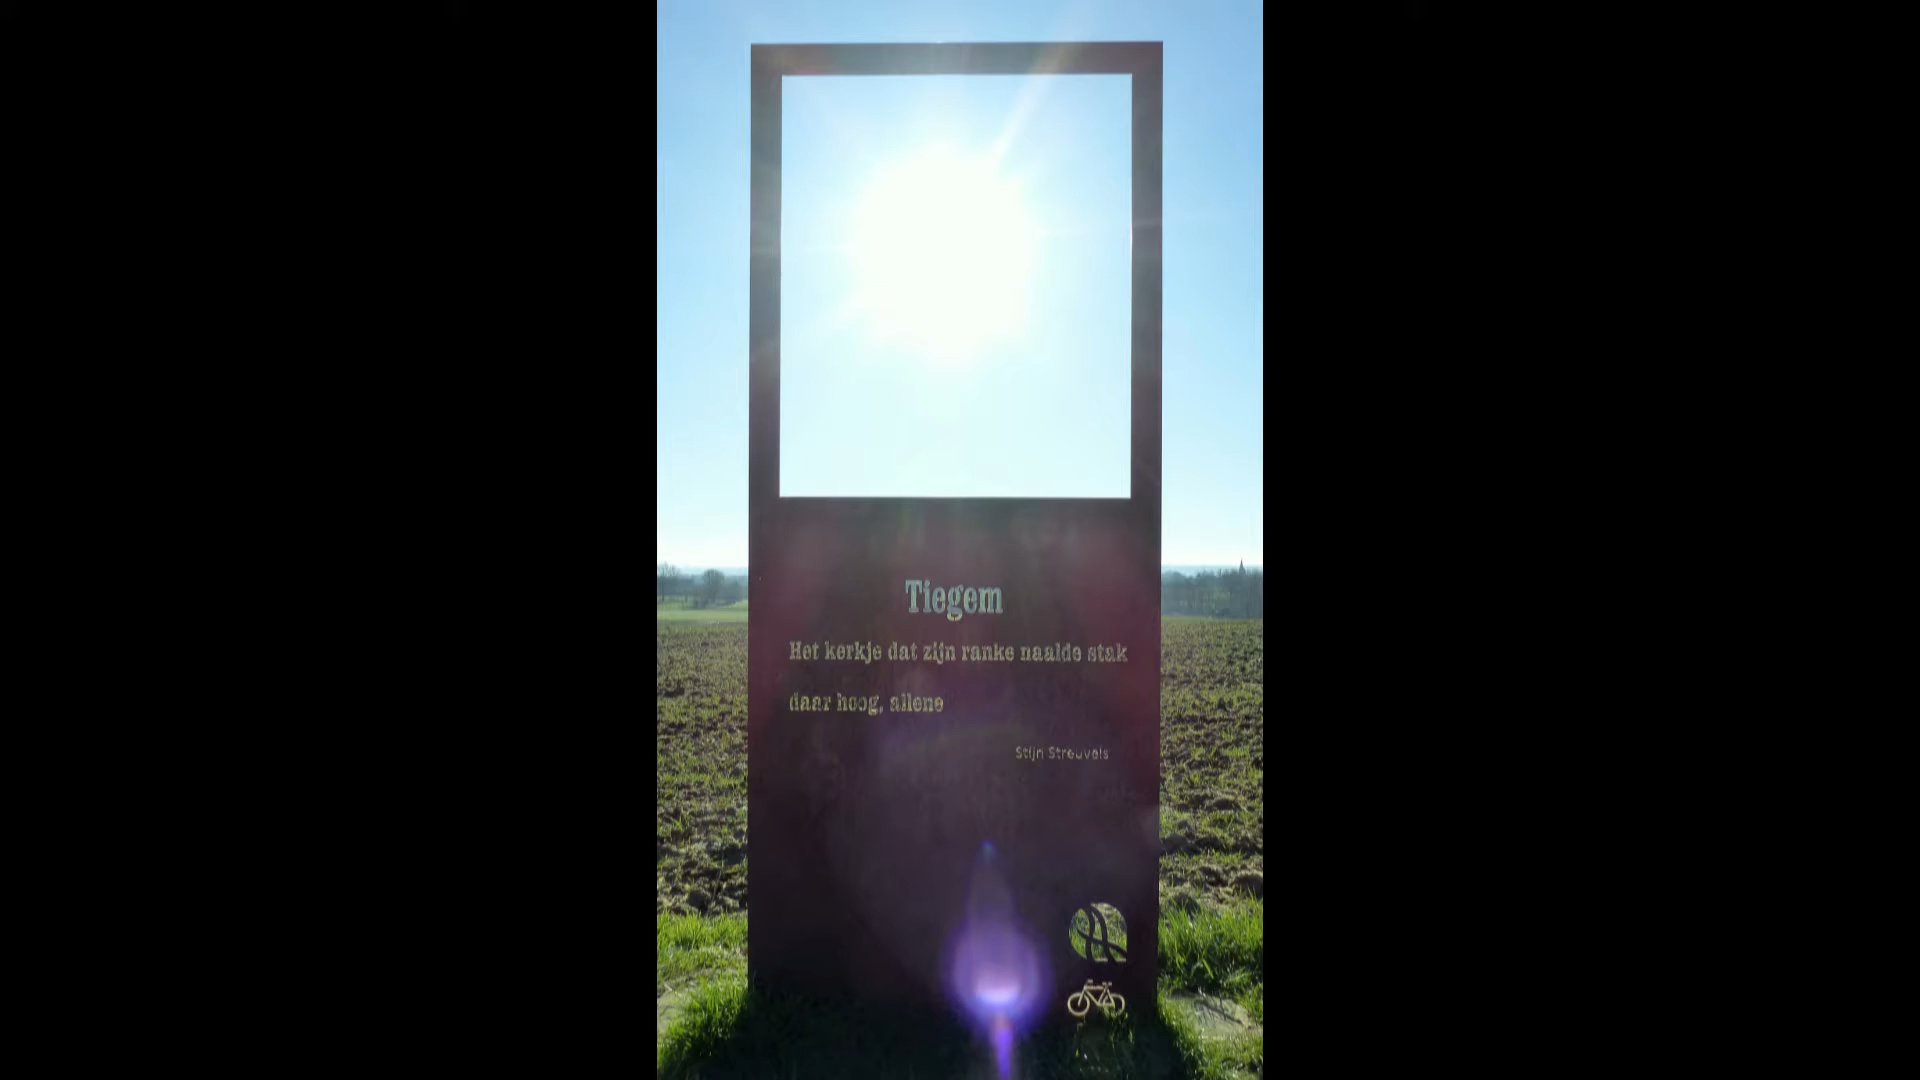 Tiegem
Het kerkje dat zijn ranke naalde stak
daar hoog, allene
Stijn Streuvels